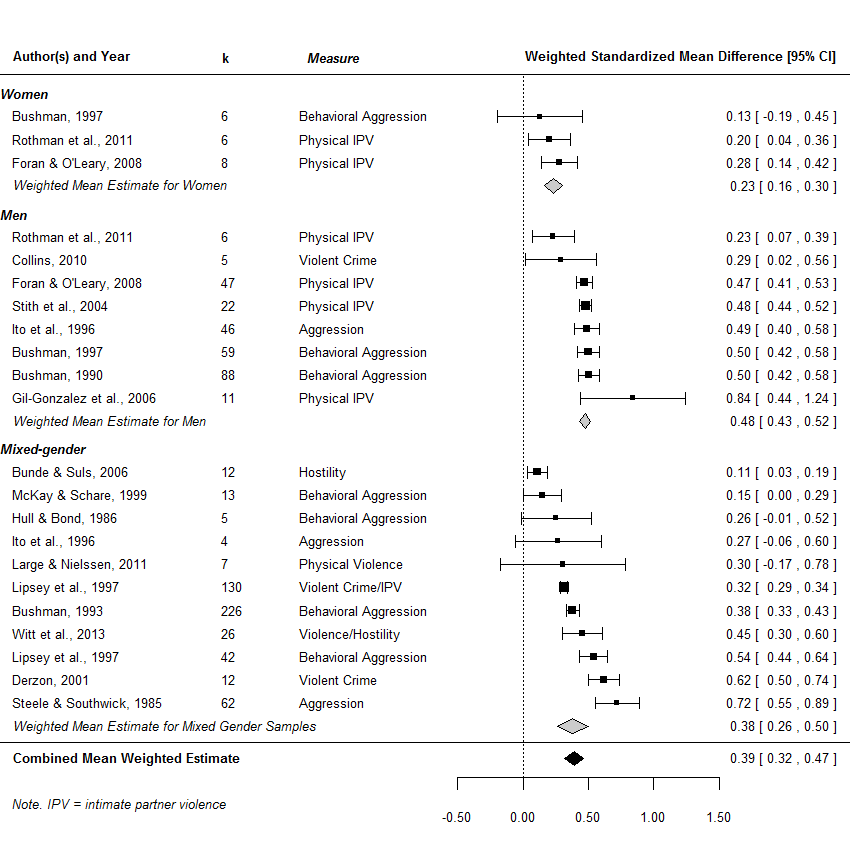 Author(s) and Year k Measure Weighted Standardized Mean Difference [95% CI]
Women
Bushman, 1997 6 Behavioral Aggression 0.13 [ -0.19 , 0.45 ]
Rothman et al., 2011 6 Physical IPV 0.20 [ 0.04 , 0.36 ]
Foran & O'Leary, 2008 8 Physical IPV 0.28 [ 0.14 , 0.42 ]
Weighted Mean Estimate for Women 0.23 [ 0.16 , 0.30 ]
Men
Rothman et al., 2011 6 Physical IPV 0.23 [ 0.07 , 0.39 ]
Collins, 2010 5 Violent Crime 0.29 [ 0.02 , 0.56 ]
Foran & O'Leary, 2008 47 Physical IPV 0.47 [ 0.41 , 0.53 ]
Stith et al., 2004 22 Physical IPV 0.48 [ 0.44 , 0.52 ]
Ito et al., 1996 46 Aggression 0.49 [ 0.40 , 0.58 ]
Bushman, 1997 59 Behavioral Aggression 0.50 [ 0.42 , 0.58 ]
Bushman, 1990 88 Behavioral Aggression 0.50 [ 0.42 , 0.58 ]
Gil-Gonzalez et al., 2006 11 Physical IPV 0.84 [ 0.44 , 1.24 ]
Weighted Mean Estimate for Men 0.48 [ 0.43 , 0.52 ]
Mixed-gender
Bunde & Suls, 2006 12 Hostility 0.11 [ 0.03 , 0.19 ]
McKay & Schare, 1999 13 Behavioral Aggression 0.15 [ 0.00 , 0.29 ]
Hull & Bond, 1986 5 Behavioral Aggression 0.26 [ -0.01 , 0.52 ]
Ito et al., 1996 4 Aggression 0.27 [ -0.06 , 0.60 ]
Large & Nielssen, 2011 7 Physical Violence 0.30 [ -0.17 , 0.78 ]
Lipsey et al., 1997 130 Violent Crime/IPV 0.32 [ 0.29 , 0.34 ]
Bushman, 1993 226 Behavioral Aggression 0.38 [ 0.33 , 0.43 ]
Witt et al., 2013 26 Violence/Hostility 0.45 [ 0.30 , 0.60 ]
Lipsey et al., 1997 42 Behavioral Aggression 0.54 [ 0.44 , 0.64 ]
Derzon, 2001 12 Violent Crime 0.62 [ 0.50 , 0.74 ]
Steele & Southwick, 1985 62 Aggression 0.72 [ 0.55 , 0.89 ]
Weighted Mean Estimate for Mixed Gender Samples 0.38 [ 0.26 , 0.50 ]
Combined Mean Weighted Estimate 0.39 [ 0.32 , 0.47 ]
Note. IPV = intimate partner violence
-0.50 0.00 0.50 1.00 1.50